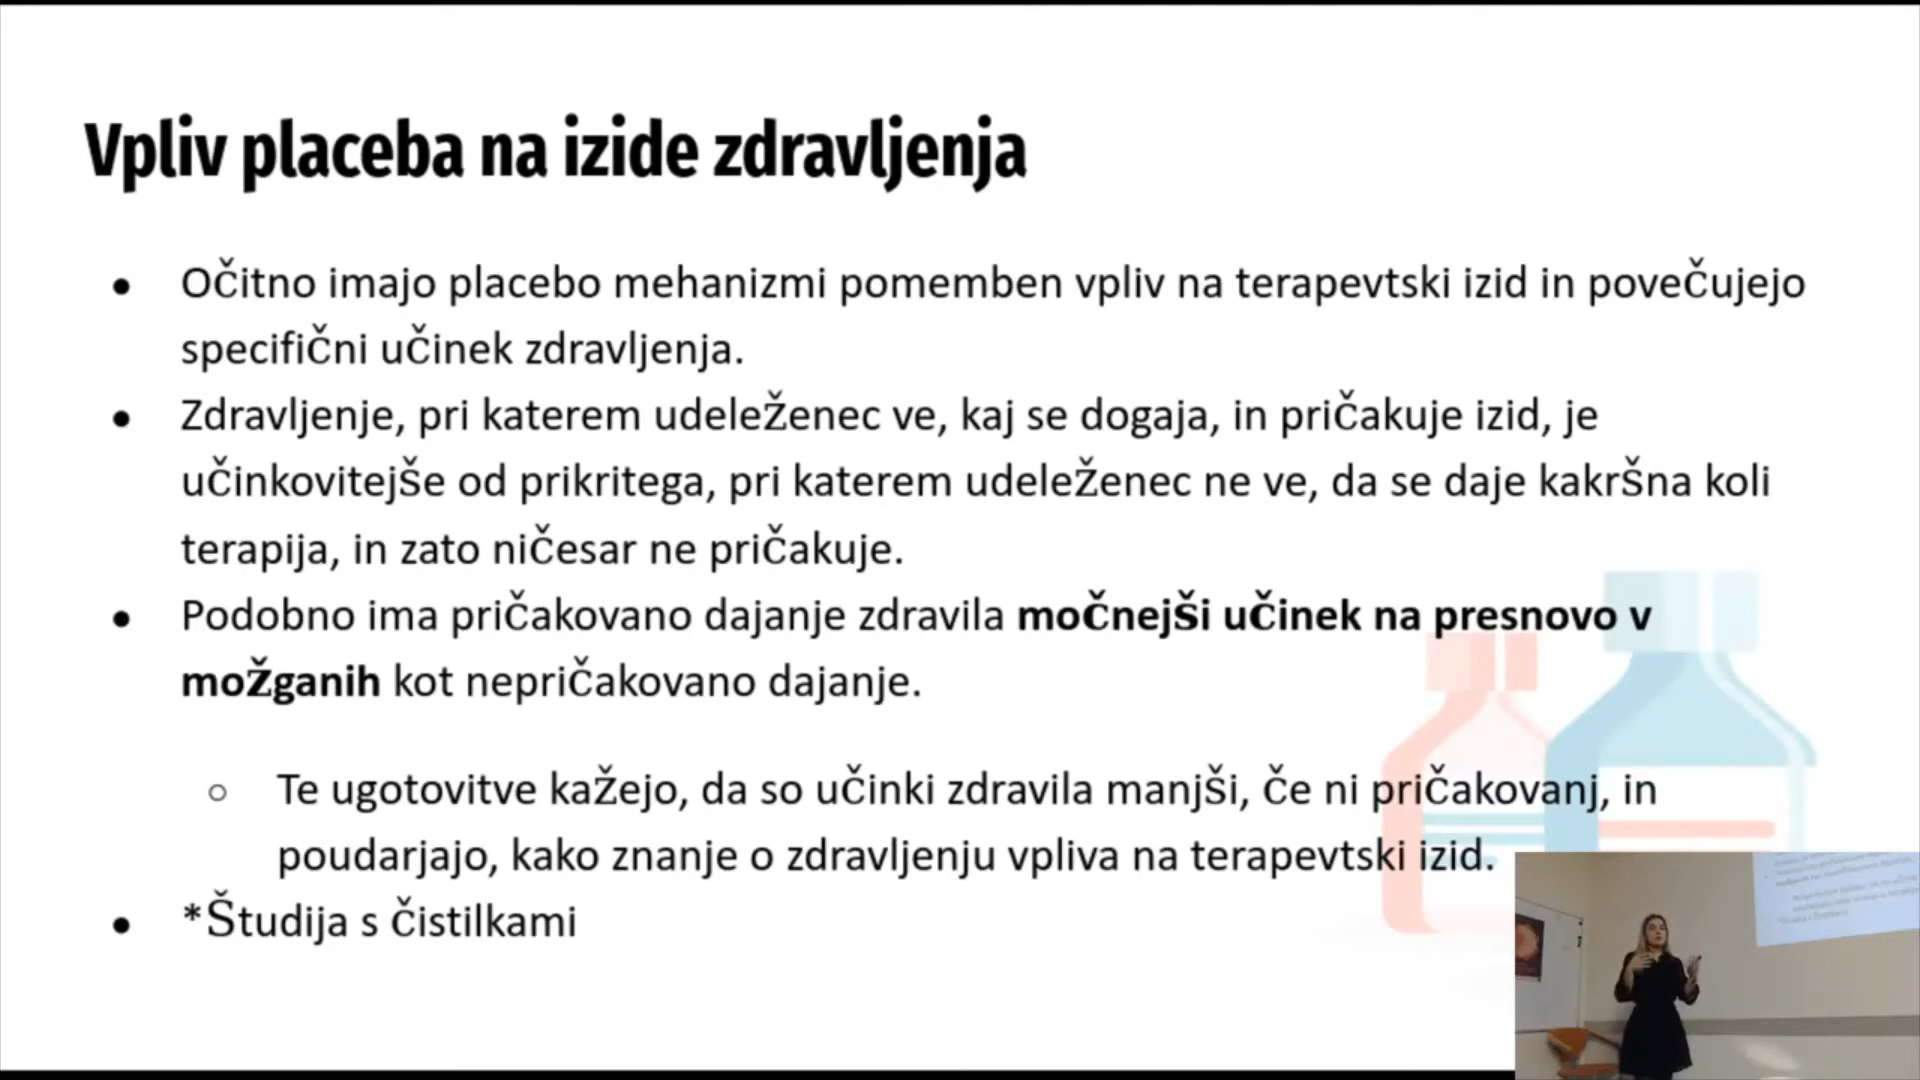 Vpliv placeba na izide zdravljenja
● Očitno imajo placebo mehanizmi pomemben vpliv na terapevtski izid in povečujejo
specifični učinek zdravljenja.
● Zdravljenje, pri katerem udeleženec ve, kaj se dogaja, in pričakuje izid, je
učinkovitejše od prikritega, pri katerem udeleženec ne ve, da se daje kakršna koli
terapija, in zato ničesar ne pričakuje.
● Podobno ima pričakovano dajanje zdravila močnejši učinek na presnovo v
možganih kot nepričakovano dajanje.
○ Te ugotovitve kažejo, da so učinki zdravila manjši, če ni pričakovanj, in
poudarjajo, kako znanje o zdravljenju vpliva na terapevtski izid.
● *Študija s čistilkami